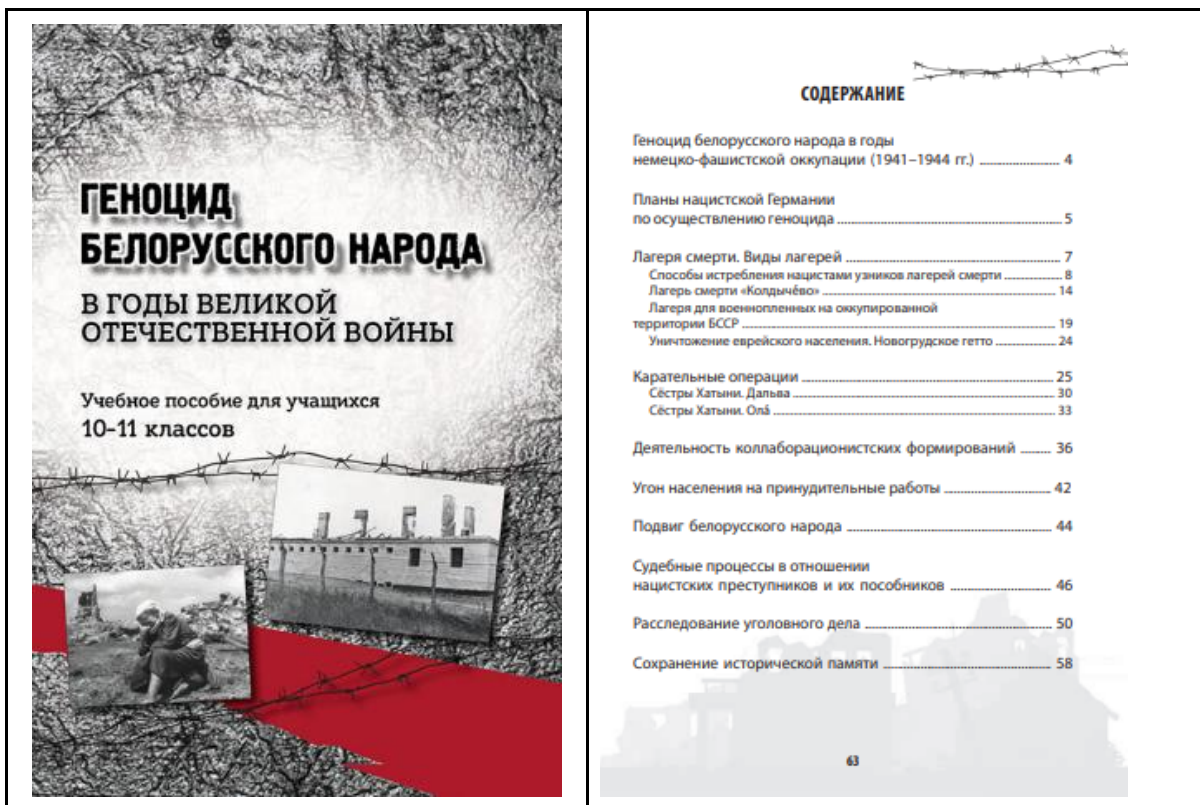 ГЕНОЦИД
БЕЛОРУССКОГО НАРОДА
В ГОДЫ ВЕЛИКОЙ
ОТЕЧЕСТВЕННОЙ ВОЙНЫ
Учебное пособие для учащихся
10–11 классов
СОДЕРЖАНИЕ
Геноцид белорусского народа в годы
немецко-фашистской оккупации (1941–1944 гг.) ........ 4
Планы нацистской Германии
по осуществлению геноцида ........ 5
Лагеря смерти. Виды лагерей ........ 7
Способы истребления нацистами узников лагерей смерти ........ 8
Лагерь смерти «Колдычéво» ........ 14
Лагеря для военнопленных на оккупированной
территории БССР ........ 19
Уничтожение еврейского населения. Новогрудское гетто ........ 24
Карательные операции ........ 25
Сёстры Хатыни. Дальва ........ 30
Сёстры Хатыни. Олá ........ 33
Деятельность коллаборационистских формирований ........ 36
Угон населения на принудительные работы ........ 42
Подвиг белорусского народа ........ 44
Судебные процессы в отношении
нацистских преступников и их пособников ........ 46
Расследование уголовного дела ........ 50
Сохранение исторической памяти ........ 58
63